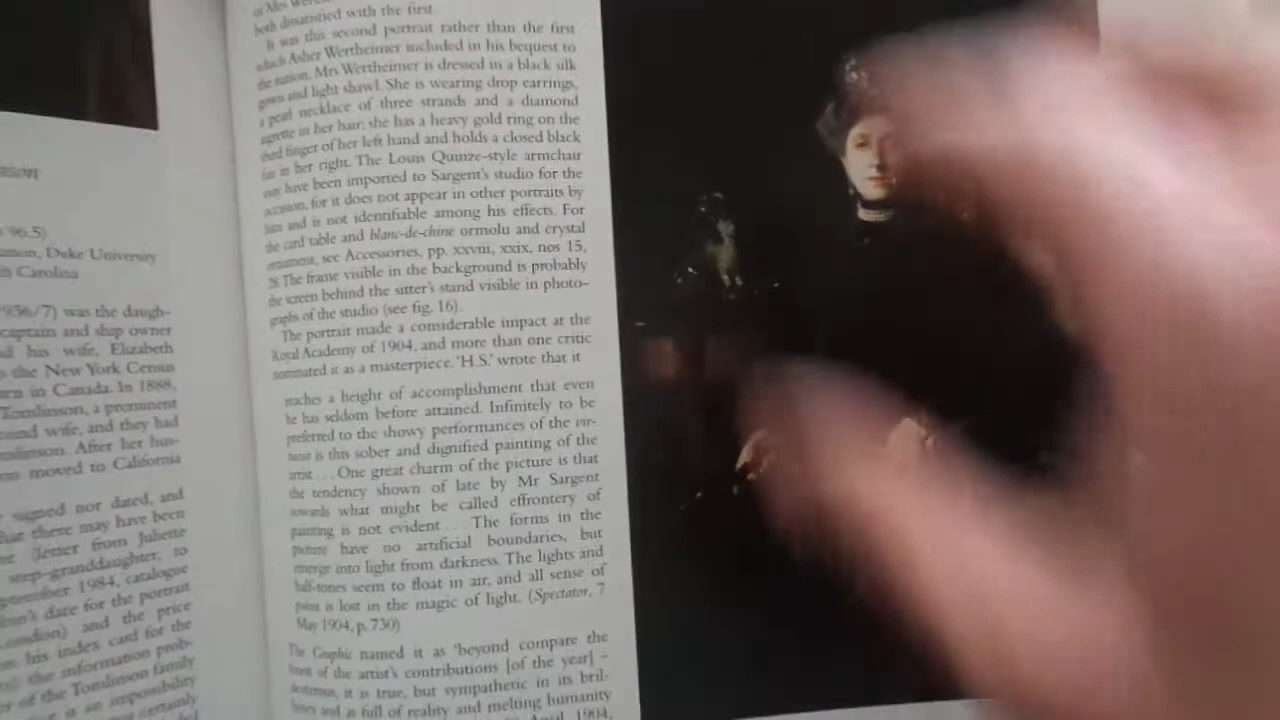 96:5)
Duke University
h Carolina
1956/7) was the daugh-
captain and ship owner
d his wife, Elizabeth
the New York Census
rn in Canada. In 1888,
Tomlinson, a prominent
wife, and they had
After her hus-
moved to California
signed nor dated, and
that there may have been
letter from Juliette
step-granddaughter, to
1984, catalogue
date for the portrait
and the price
his index card for the
the information prob-
of the Tomlinson family
is an impossibility
certainly
of Mrs
both dissatisfied with the first.
It was this second portrait rather than the first
which Asher Wertheimer included in his bequest to
the nation. Mrs Wertheimer is dressed in a black silk
gown and light shawl. She is wearing drop earrings,
a pearl necklace of three strands and a diamond
aigrette in her hair; she has a heavy gold ring on the
third finger of her left hand and holds a closed black
fan in her right. The Louis Quinze-style armchair
may have been imported to Sargent's studio for the
occasion, for it does not appear in other portraits by
him and is not identifiable among his effects. For
the card table and blanc-de-chine ormolu and crystal
ornament, see Accessories, pp. xxviii, xxix, nos 15,
28. The frame visible in the background is probably
the screen behind the sitter's stand visible in photo-
graphs of the studio (see fig. 16).
The portrait made a considerable impact at the
Royal Academy of 1904, and more than one critic
nominated it as a masterpiece. 'H.S.' wrote that it
reaches a height of accomplishment that even
he has seldom before attained. Infinitely to be
preferred to the showy performances of the vir-
tuoso is this sober and dignified painting of the
artist . . . One great charm of the picture is that
the tendency shown of late by Mr Sargent
towards what might be called effrontery of
painting is not evident . . . The forms in the
picture have no artificial boundaries, but
emerge into light from darkness. The lights and
half-tones seem to float in air, and all sense of
paint is lost in the magic of light. (Spectator, 7
May 1904, p. 730)
The Graphic named it as 'beyond compare the
finest of the artist's contributions [of the year] –
it is true, but sympathetic in its bril-
liancy and as full of reality and melting humanity
1904,